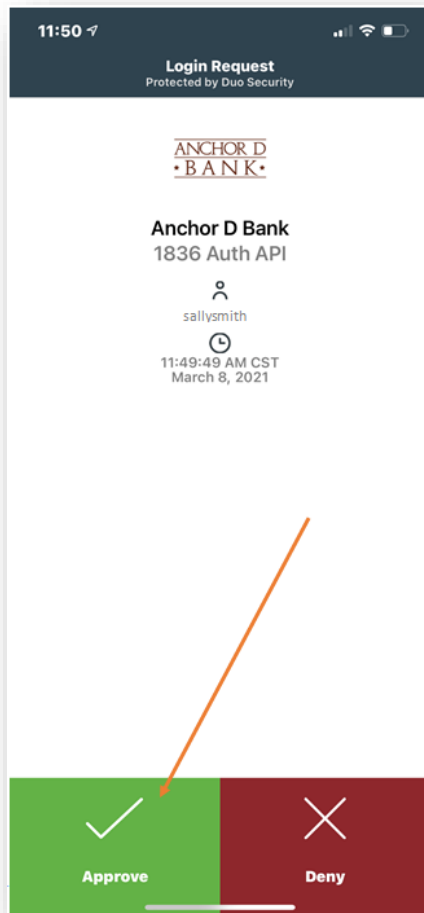 11:50
Login Request
Protected by Duo Security
ANCHOR D
•BANK•
Anchor D Bank
1836 Auth API
sallysmith
11:49:49 AM CST
March 8, 2021
Approve
Deny